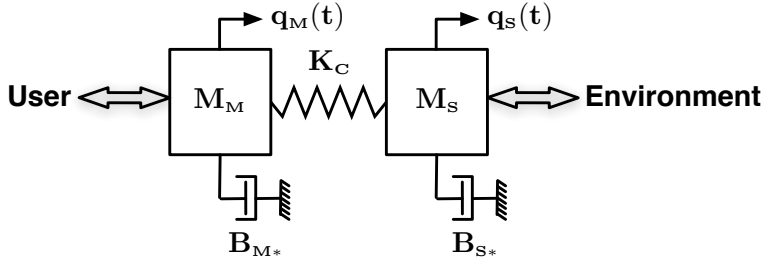 q_M(t) q_S(t)
K_C
User M_M M_S Environment
B_M* B_S*